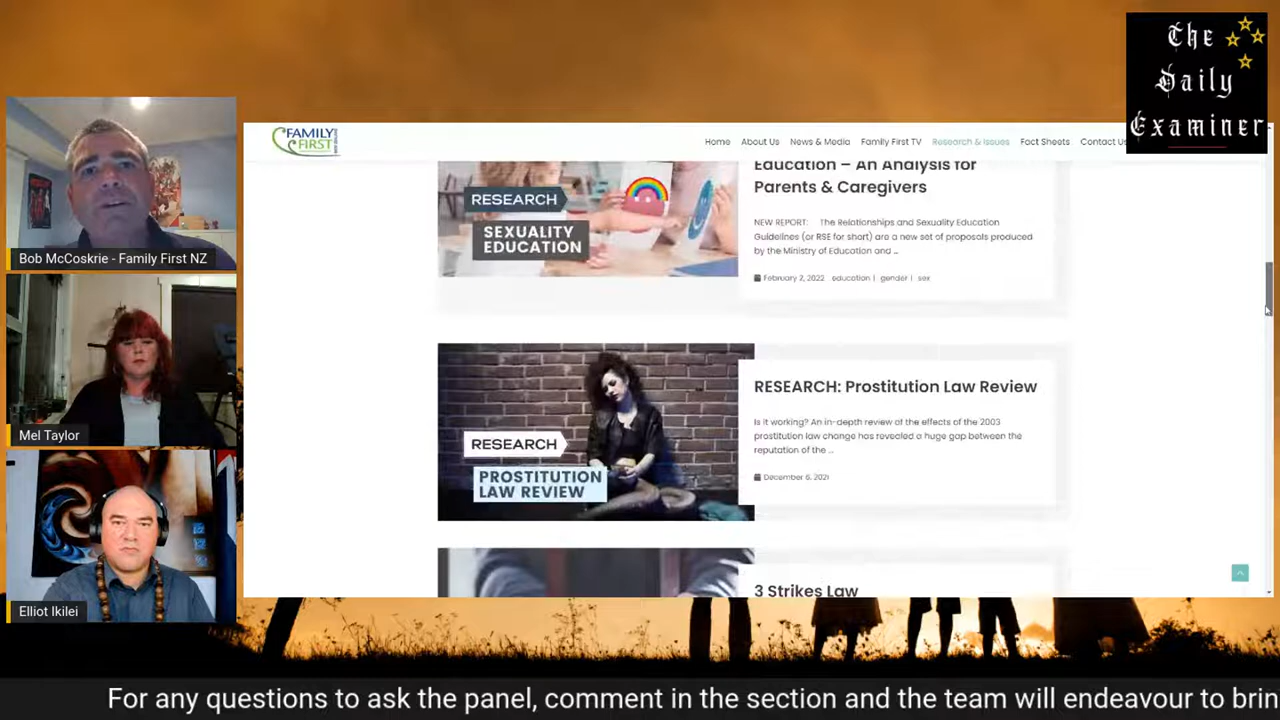 The
Daily
Examiner
FAMILY
FIRST
Home About Us News & Media Family First TV Research & Issues Fact Sheets Contact Us
Education – An Analysis for
Parents & Caregivers
RESEARCH
SEXUALITY
EDUCATION
NEW REPORT: The Relationships and Sexuality Education
Guidelines (or RSE for short) are a new set of proposals produced
by the Ministry of Education and ...
February 2, 2022 education | gender | sex
RESEARCH: Prostitution Law Review
RESEARCH
PROSTITUTION
LAW REVIEW
Is it working? An in-depth review of the effects of the 2003
prostitution law change has revealed a huge gap between the
reputation of the ...
December 6, 2021
3 Strikes Law
Bob McCoskrie - Family First NZ
Mel Taylor
Elliot Ikilei
For any questions to ask the panel, comment in the section and the team will endeavour to brin